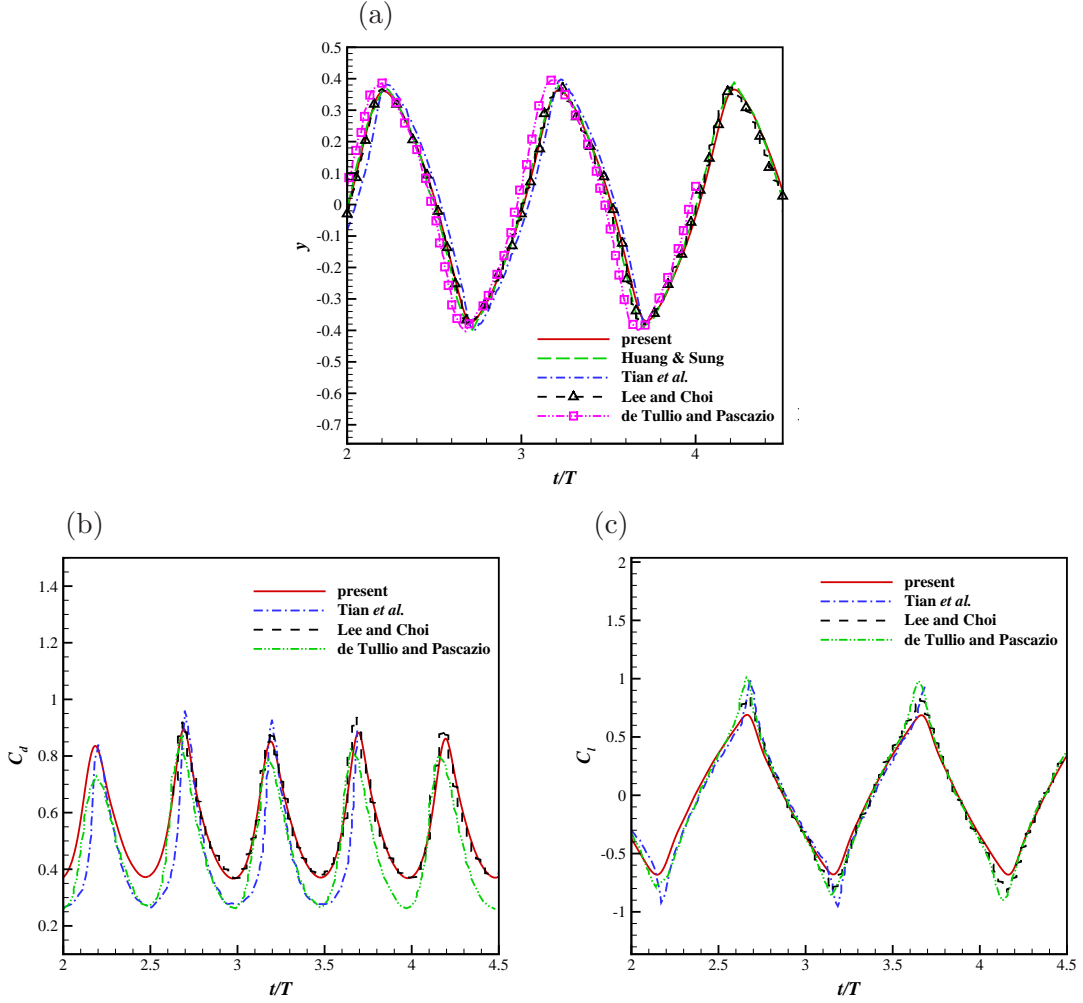 (a)
0.5
0.4
0.3
0.2
0.1
0
-0.1
-0.2
-0.3
-0.4
-0.5
-0.6
-0.7
y
present
Huang & Sung
Tian et al.
Lee and Choi
de Tullio and Pascazio
2
3
4
t/T
(b)
1.4
1.2
1
0.8
0.6
0.4
0.2
C_d
present
Tian et al.
Lee and Choi
de Tullio and Pascazio
2
2.5
3
3.5
4
4.5
t/T
(c)
2
1.5
1
0.5
0
-0.5
-1
C_l
present
Tian et al.
Lee and Choi
de Tullio and Pascazio
2
2.5
3
3.5
4
4.5
t/T